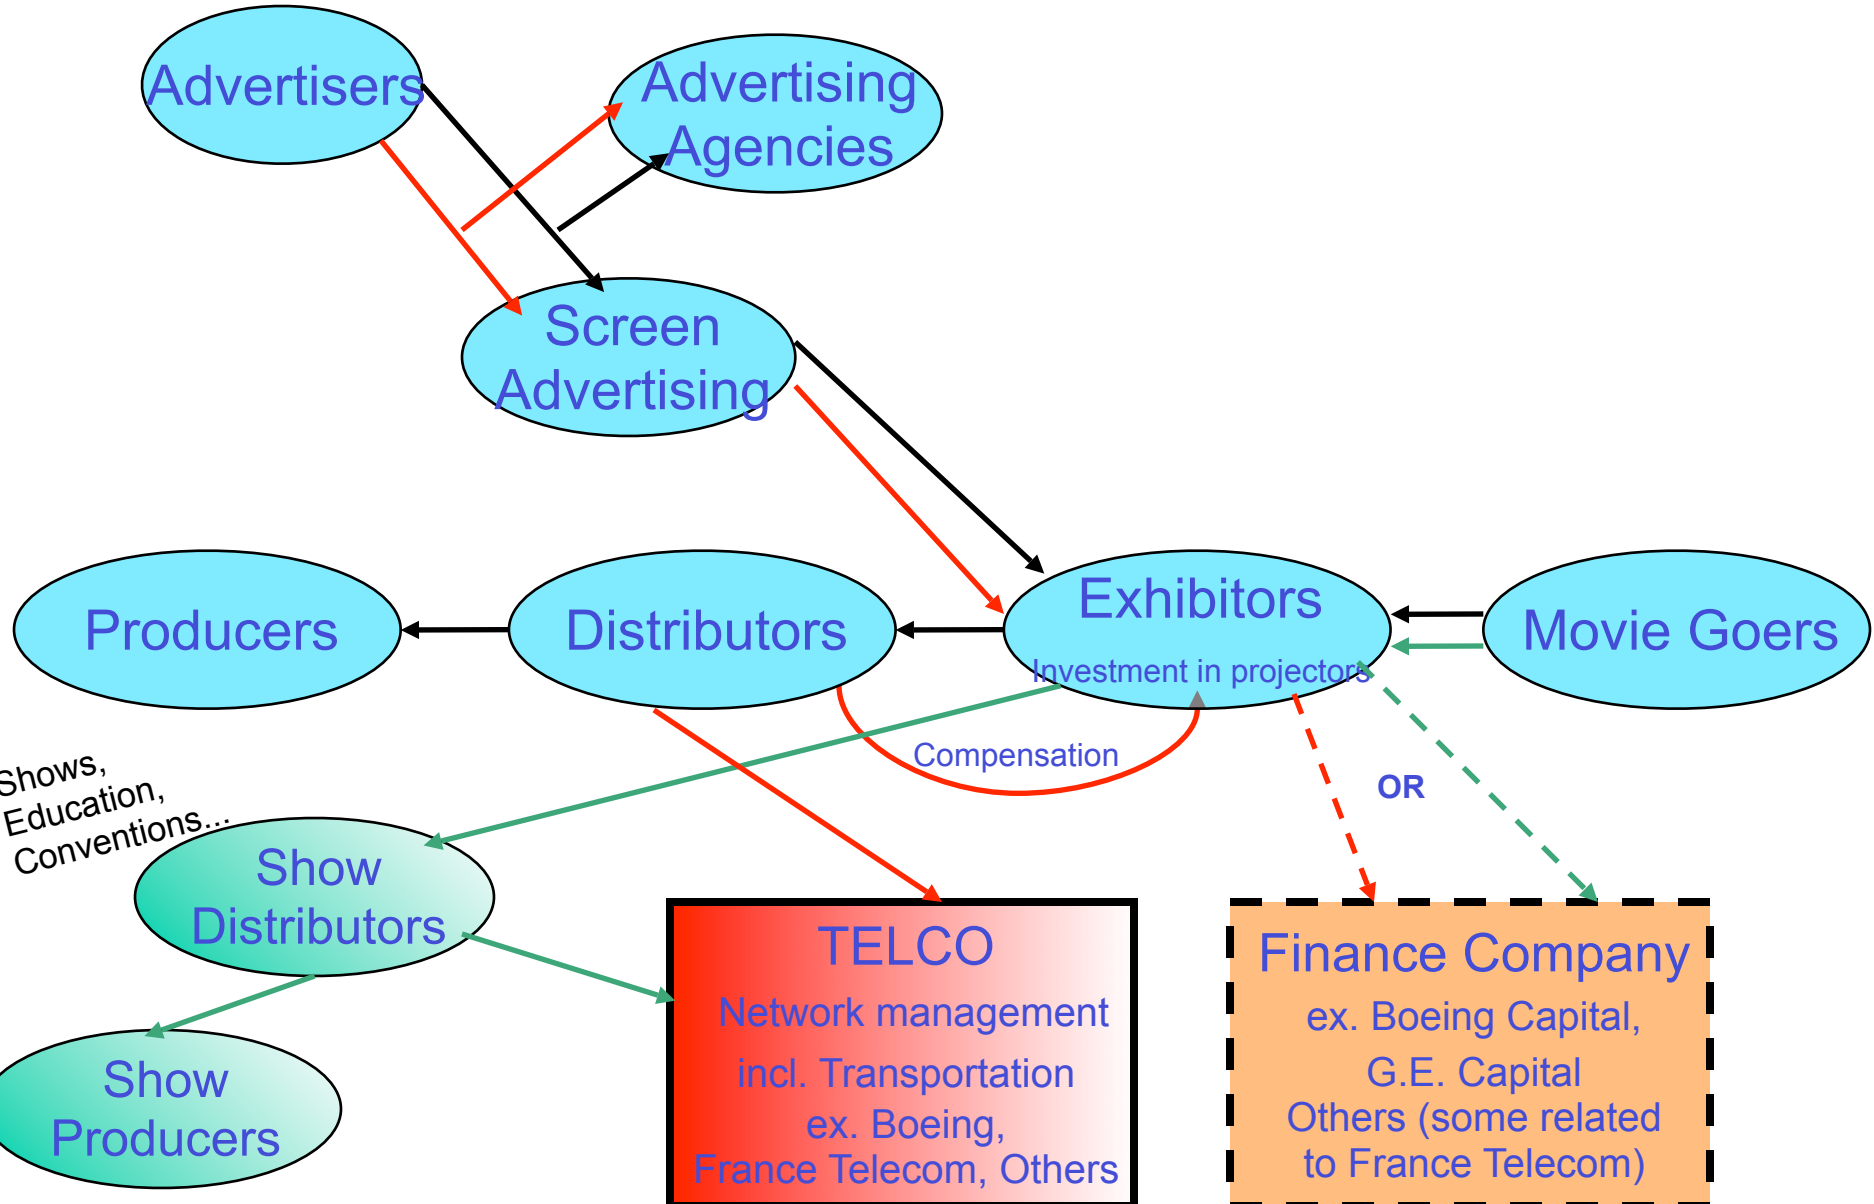 Advertisers
Advertising
Agencies
Screen
Advertising
Producers
Distributors
Exhibitors
Investment in projectors
Movie Goers
Compensation
OR
Shows,
Education,
Conventions...
Show
Distributors
Show
Producers
TELCO
Network management
incl. Transportation
ex. Boeing,
France Telecom, Others
Finance Company
ex. Boeing Capital,
G.E. Capital
Others (some related
to France Telecom)